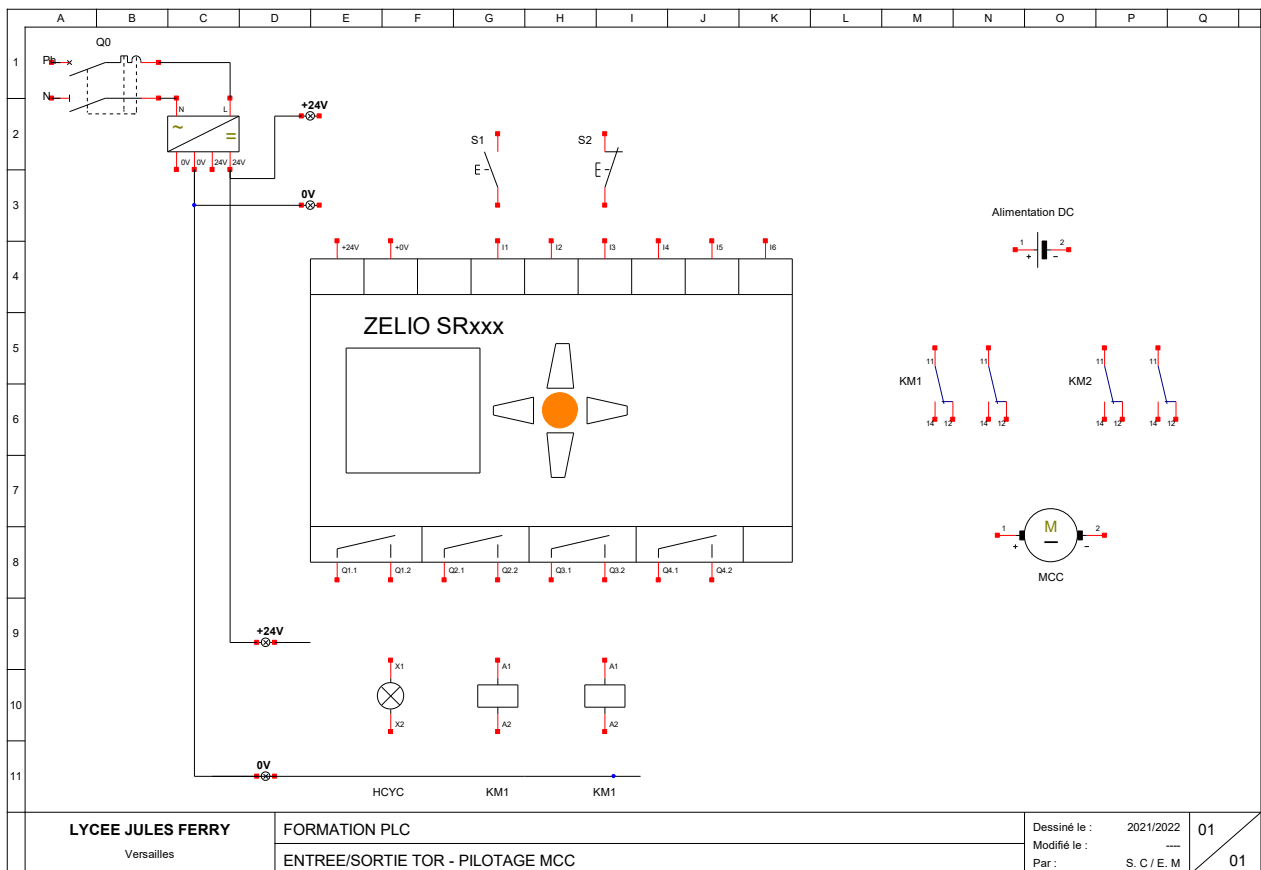 A B C D E F G H I J K L M N O P Q
1
2
3
4
5
6
7
8
9
10
11
Q0
Ph
N
N L
~
=
0V 0V 24V 24V
+24V
0V
S1
E
S2
E
+24V +0V I1 I2 I3 I4 I5 I6
ZELIO SRxxx
Q1.1 Q1.2 Q2.1 Q2.2 Q3.1 Q3.2 Q4.1 Q4.2
Alimentation DC
1 2
+ −
KM1
11 11
14 12 14 12
KM2
11 11
14 12 14 12
1 M 2
+ −
MCC
+24V
X1 A1 A1
X2 A2 A2
0V
HCYC KM1 KM1
LYCEE JULES FERRY
Versailles
FORMATION PLC
ENTREE/SORTIE TOR - PILOTAGE MCC
Dessiné le : 2021/2022
Modifié le : ----
Par : S. C / E. M
01
01